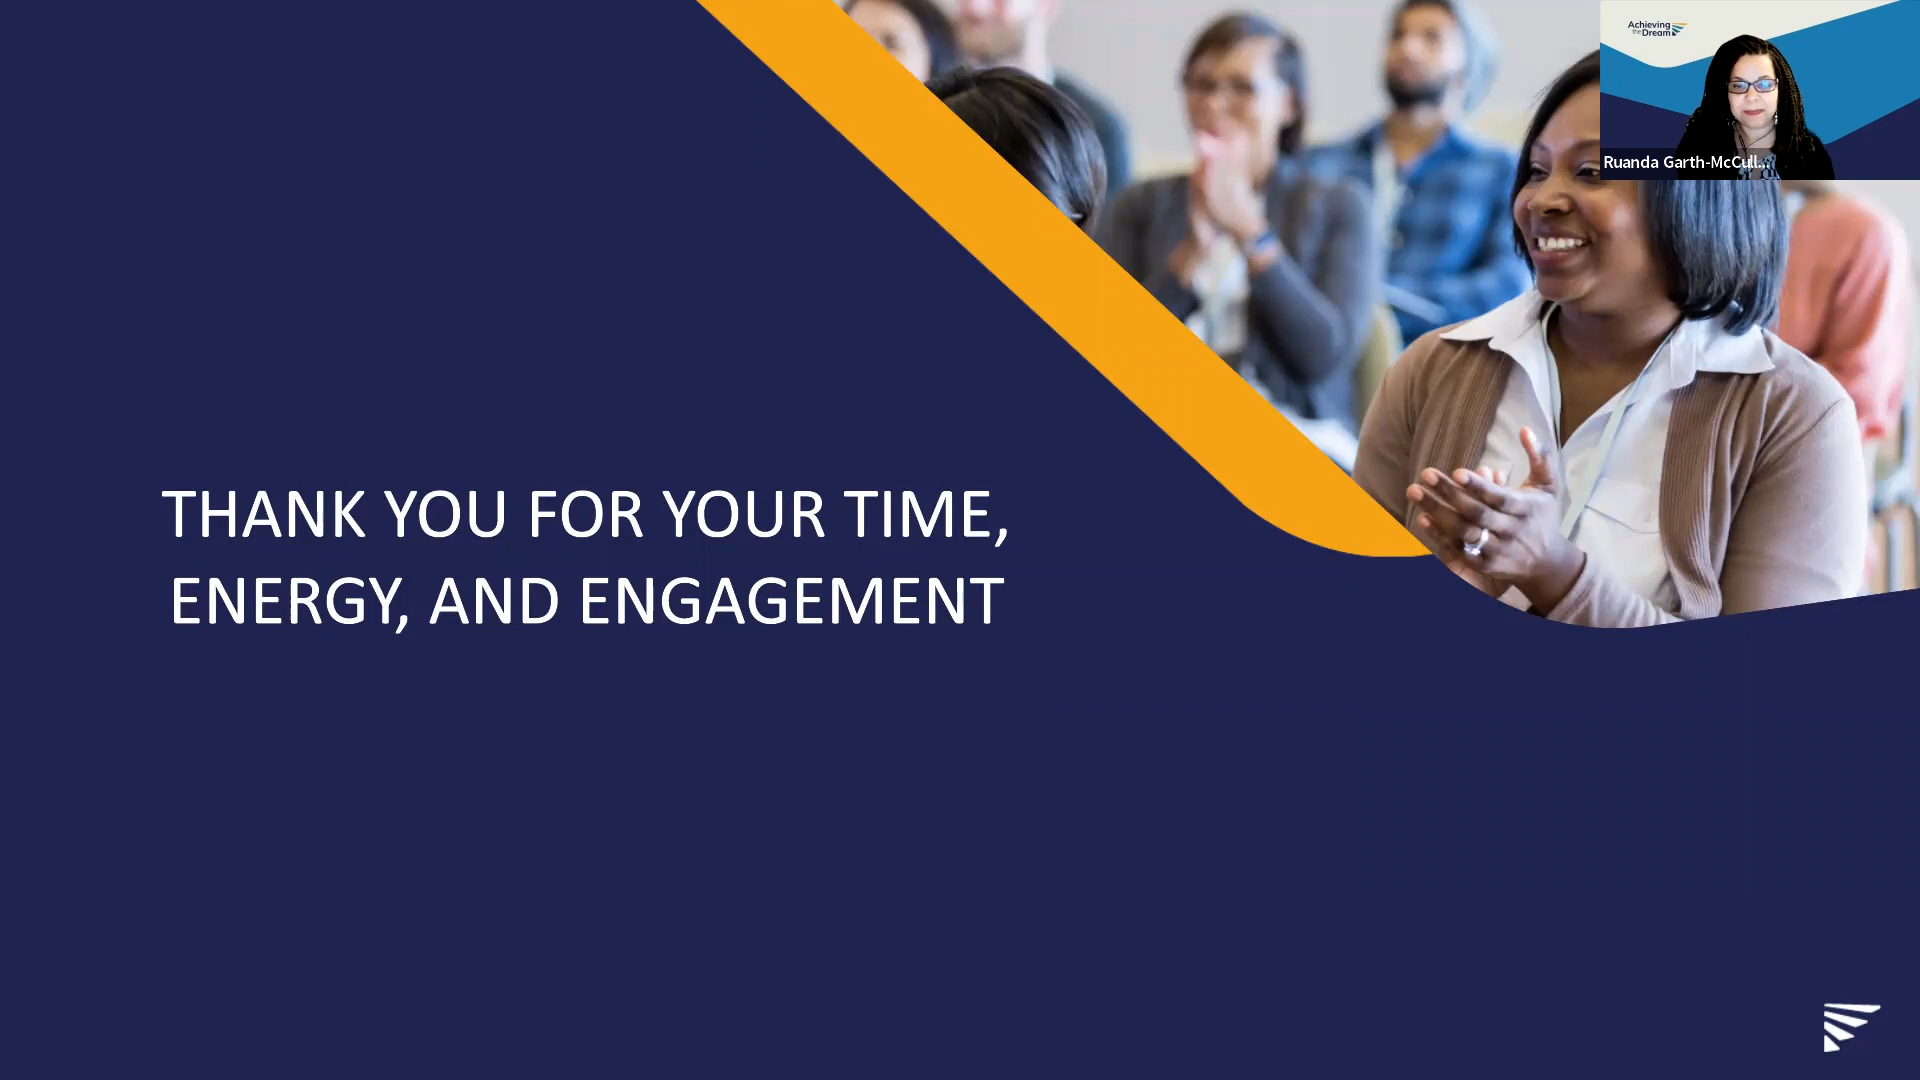 Achieving
the Dream
Ruanda Garth-McCull...
THANK YOU FOR YOUR TIME,
ENERGY, AND ENGAGEMENT